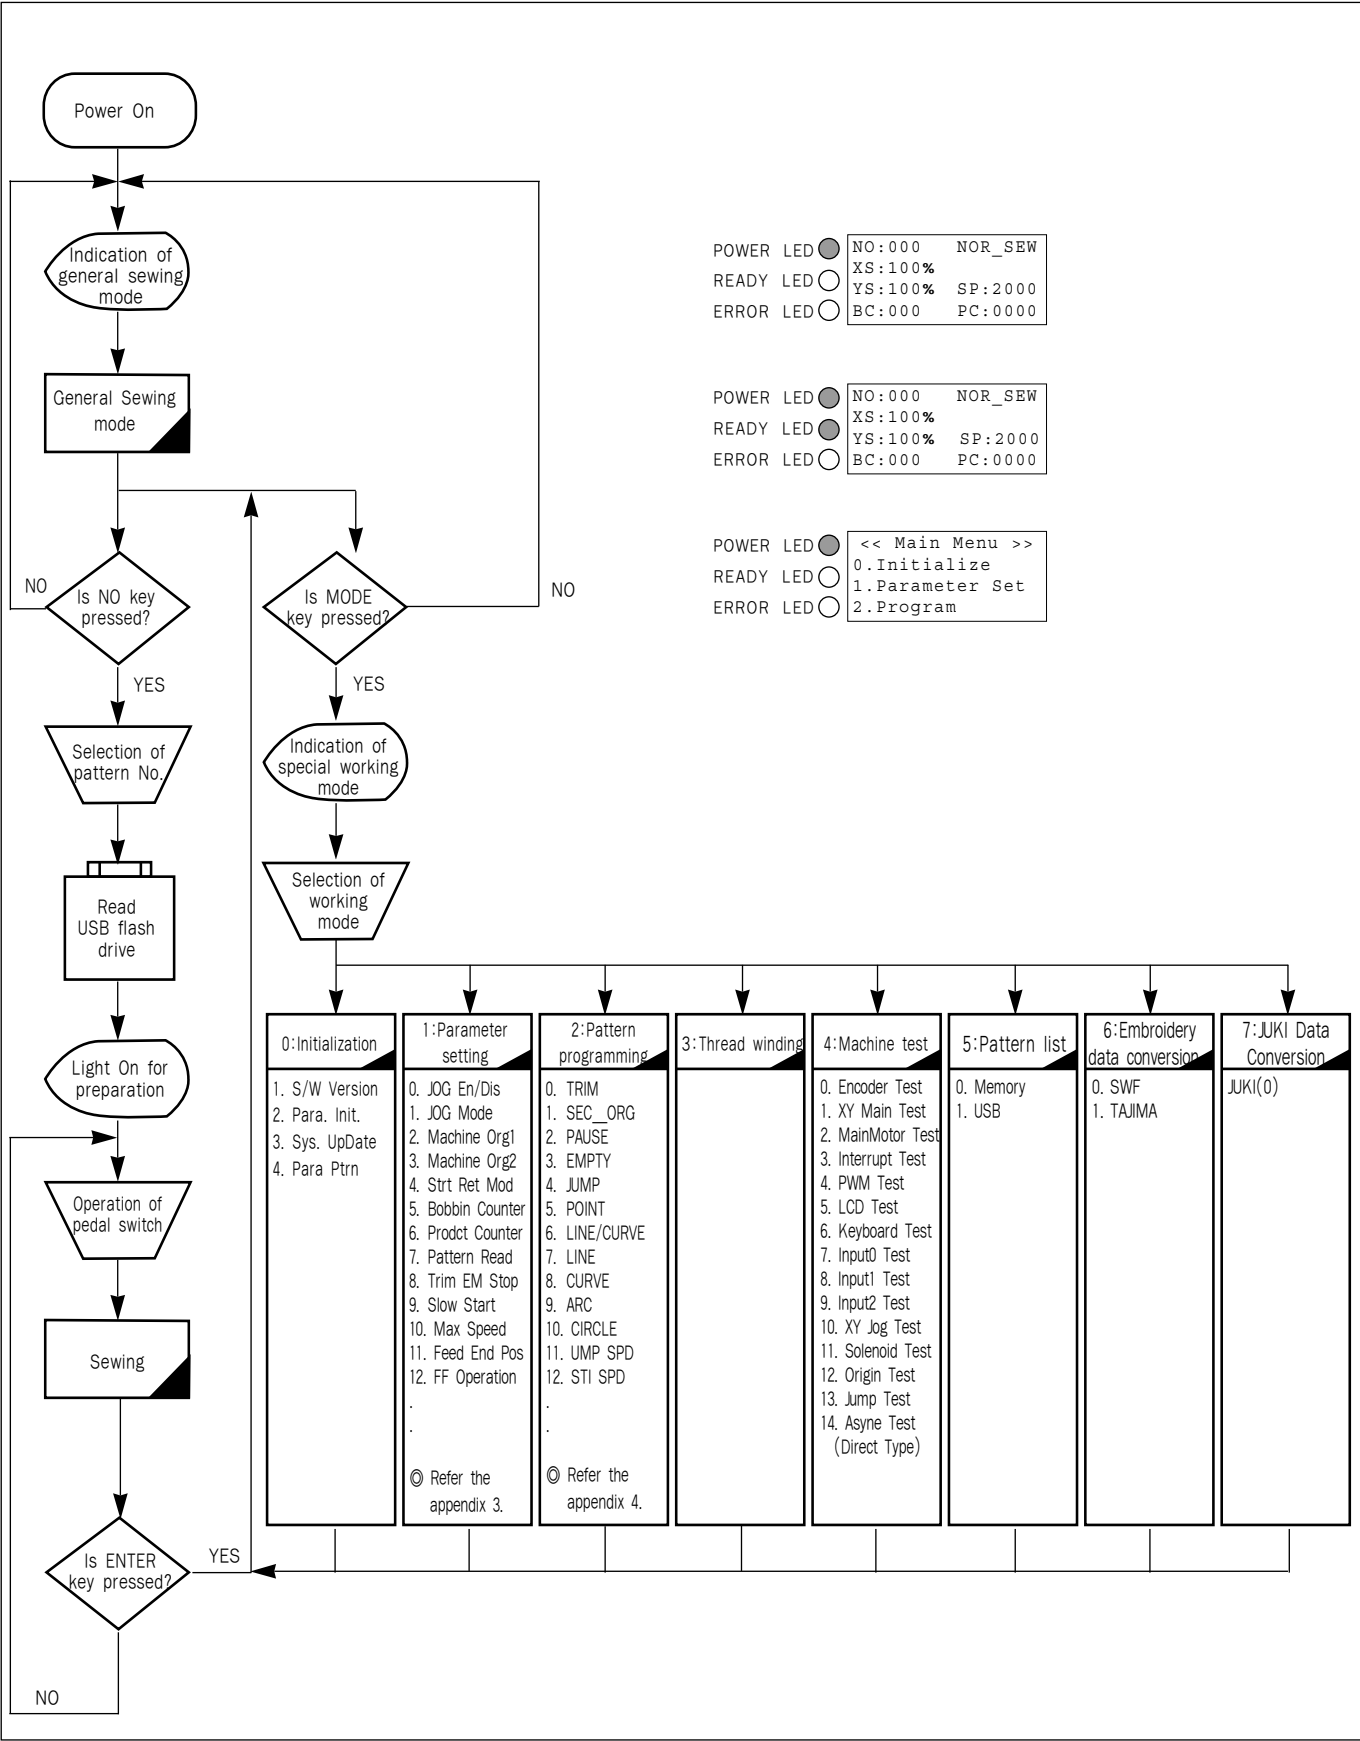 Power On
Indication of
general sewing
mode
General Sewing
mode
NO
Is NO key
pressed?
YES
Selection of
pattern No.
Read
USB flash
drive
Light On for
preparation
Operation of
pedal switch
Sewing
Is ENTER
key pressed?
YES
NO
Is MODE
key pressed?
NO
YES
Indication of
special working
mode
Selection of
working
mode
POWER LED
READY LED
ERROR LED
NO:000 NOR_SEW
XS:100%
YS:100% SP:2000
BC:000 PC:0000
POWER LED
READY LED
ERROR LED
NO:000 NOR_SEW
XS:100%
YS:100% SP:2000
BC:000 PC:0000
POWER LED
READY LED
ERROR LED
<< Main Menu >>
0.Initialize
1.Parameter Set
2.Program
0:Initialization
1. S/W Version
2. Para. Init.
3. Sys. UpDate
4. Para Ptrn
1:Parameter
setting
0. JOG En/Dis
1. JOG Mode
2. Machine Org1
3. Machine Org2
4. Strt Ret Mod
5. Bobbin Counter
6. Prodct Counter
7. Pattern Read
8. Trim EM Stop
9. Slow Start
10. Max Speed
11. Feed End Pos
12. FF Operation
.
.
◎ Refer the
appendix 3.
2:Pattern
programming
0. TRIM
1. SEC_ORG
2. PAUSE
3. EMPTY
4. JUMP
5. POINT
6. LINE/CURVE
7. LINE
8. CURVE
9. ARC
10. CIRCLE
11. UMP SPD
12. STI SPD
.
.
◎ Refer the
appendix 4.
3:Thread winding
4:Machine test
0. Encoder Test
1. XY Main Test
2. MainMotor Test
3. Interrupt Test
4. PWM Test
5. LCD Test
6. Keyboard Test
7. Input0 Test
8. Input1 Test
9. Input2 Test
10. XY Jog Test
11. Solenoid Test
12. Origin Test
13. Jump Test
14. Asyne Test
(Direct Type)
5:Pattern list
0. Memory
1. USB
6:Embroidery
data conversion
0. SWF
1. TAJIMA
7:JUKI Data
Conversion
JUKI(0)